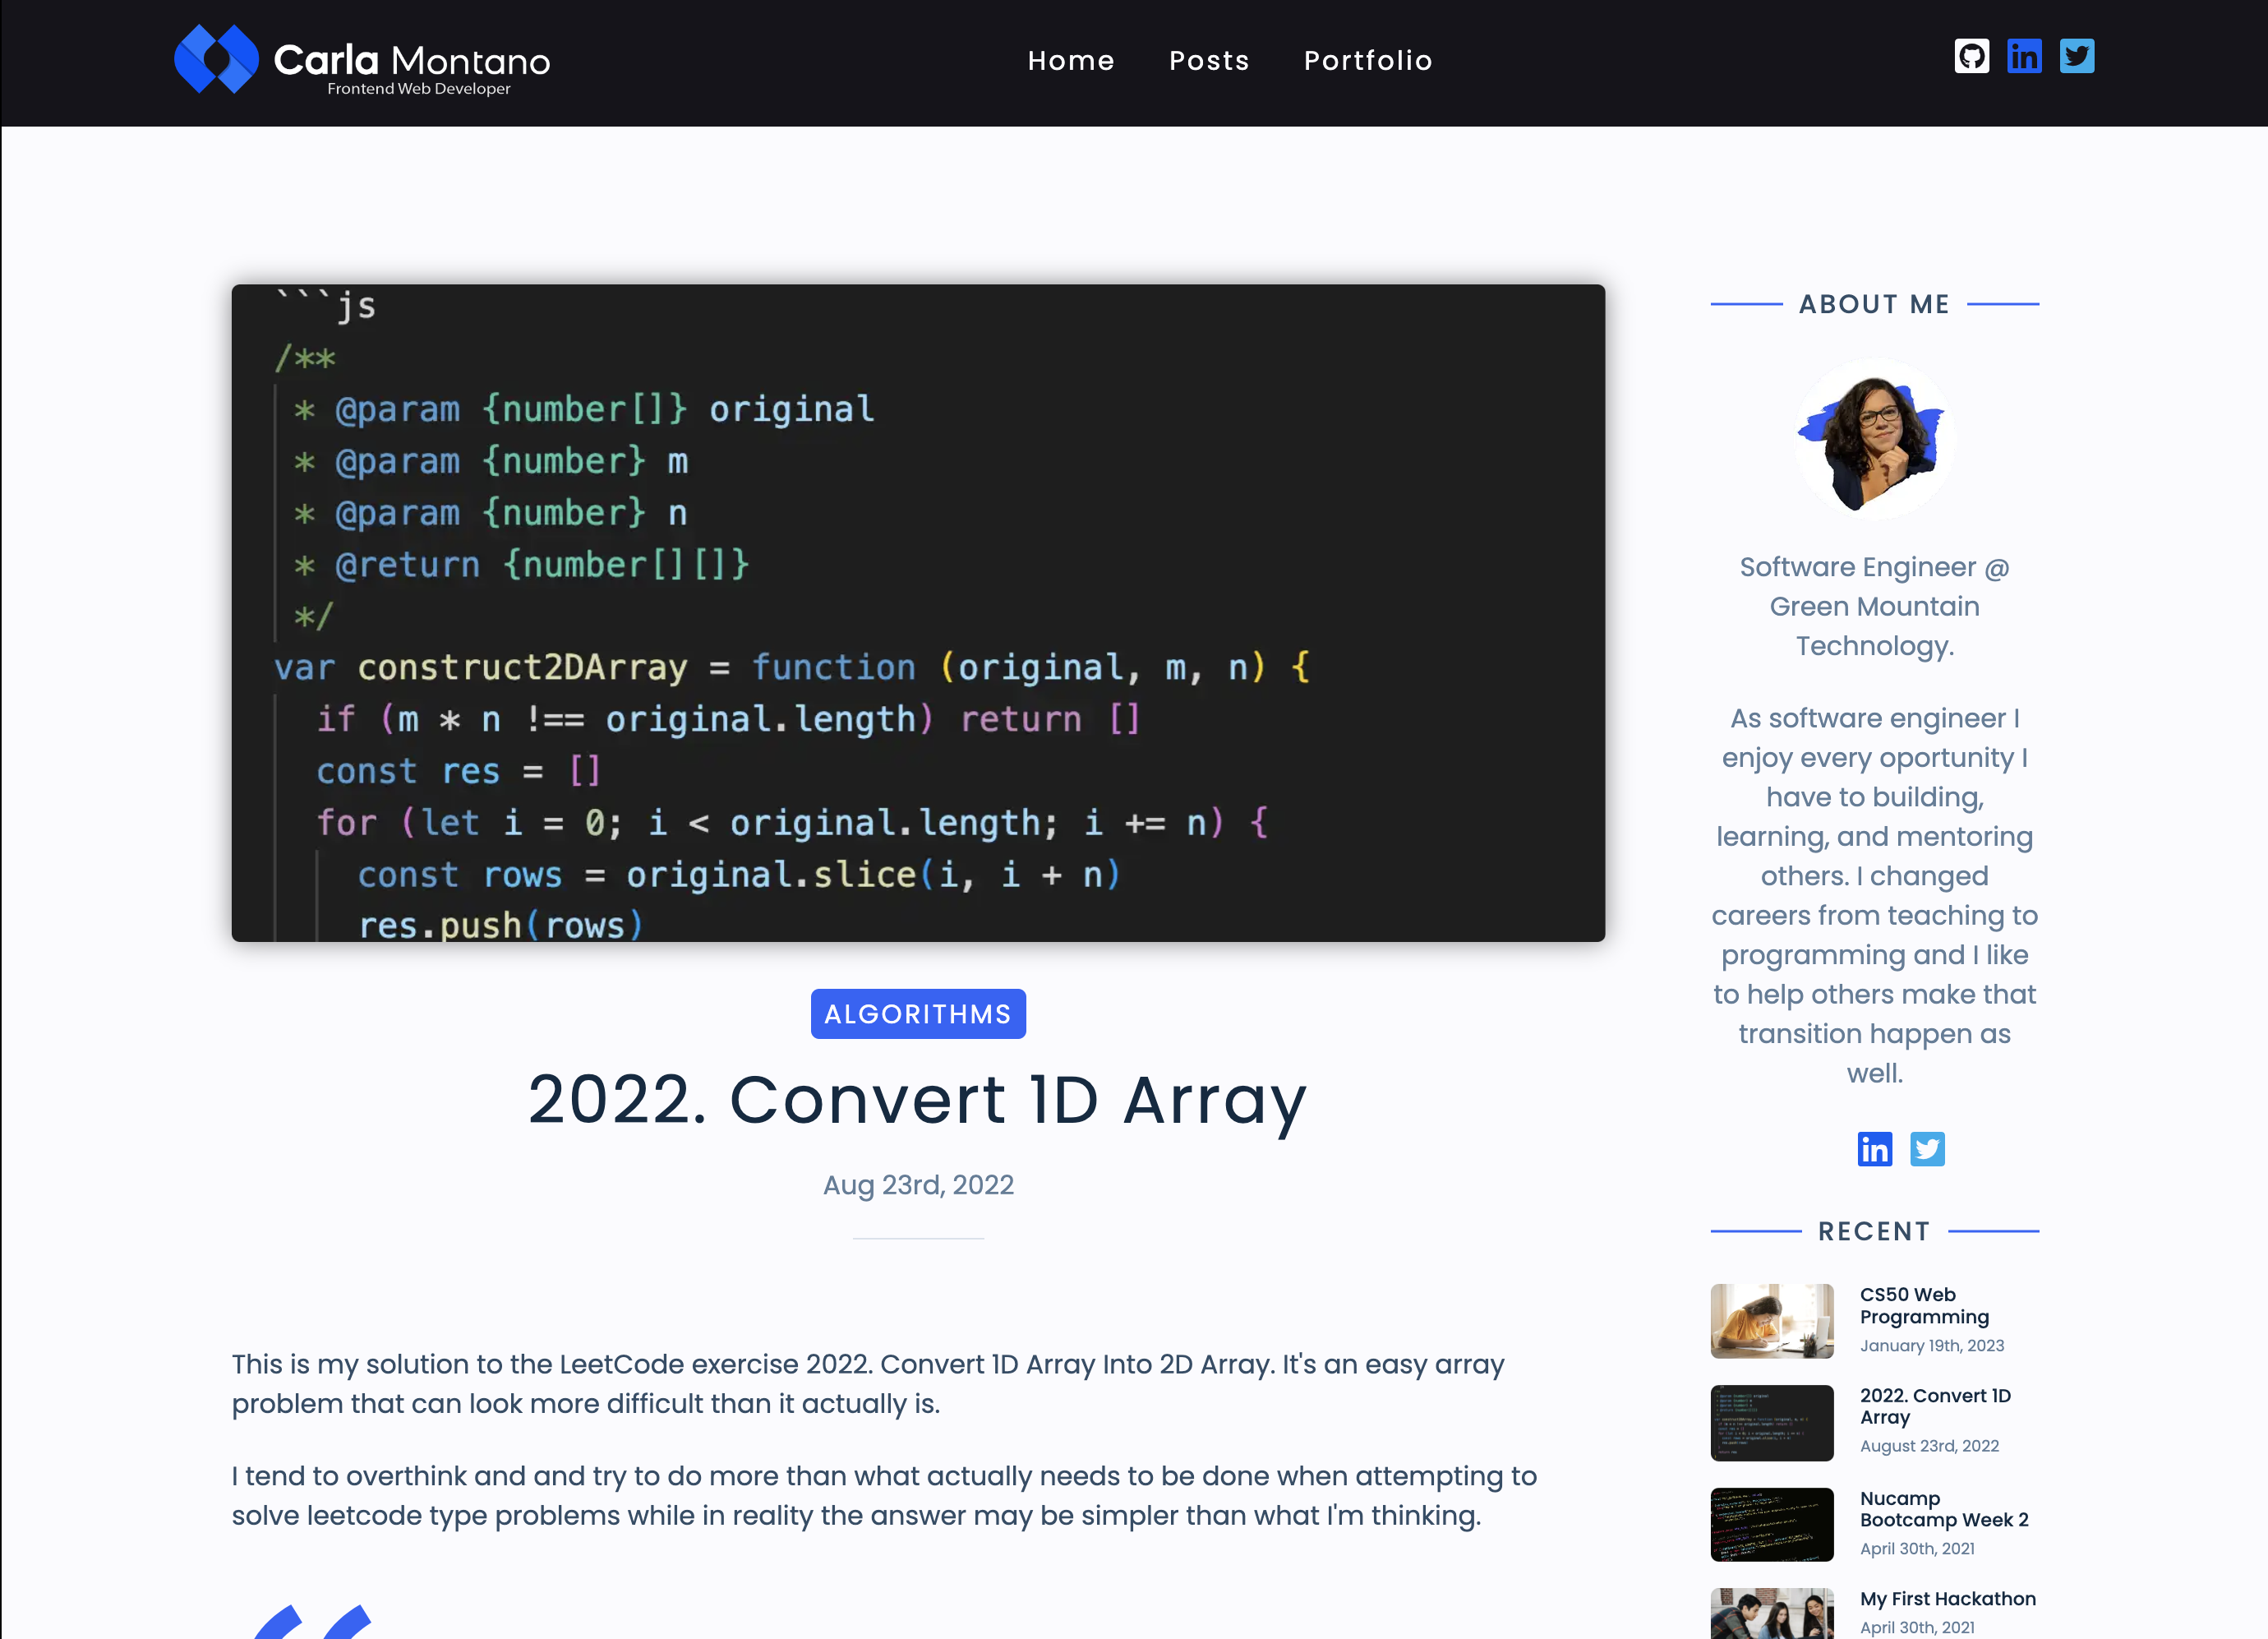 Carla Montano
Frontend Web Developer
Home Posts Portfolio
in
```js
/**
* @param {number[]} original
* @param {number} m
* @param {number} n
* @return {number[][]}
*/
var construct2DArray = function (original, m, n) {
if (m * n !== original.length) return []
const res = []
for (let i = 0; i < original.length; i += n) {
const rows = original.slice(i, i + n)
res.push(rows)
ALGORITHMS
2022. Convert 1D Array
Aug 23rd, 2022
This is my solution to the LeetCode exercise 2022. Convert 1D Array Into 2D Array. It's an easy array
problem that can look more difficult than it actually is.
I tend to overthink and and try to do more than what actually needs to be done when attempting to
solve leetcode type problems while in reality the answer may be simpler than what I'm thinking.
“
ABOUT ME
Software Engineer @
Green Mountain
Technology.
As software engineer I
enjoy every oportunity I
have to building,
learning, and mentoring
others. I changed
careers from teaching to
programming and I like
to help others make that
transition happen as
well.
in
RECENT
CS50 Web
Programming
January 19th, 2023
2022. Convert 1D
Array
August 23rd, 2022
Nucamp
Bootcamp Week 2
April 30th, 2021
My First Hackathon
April 30th, 2021